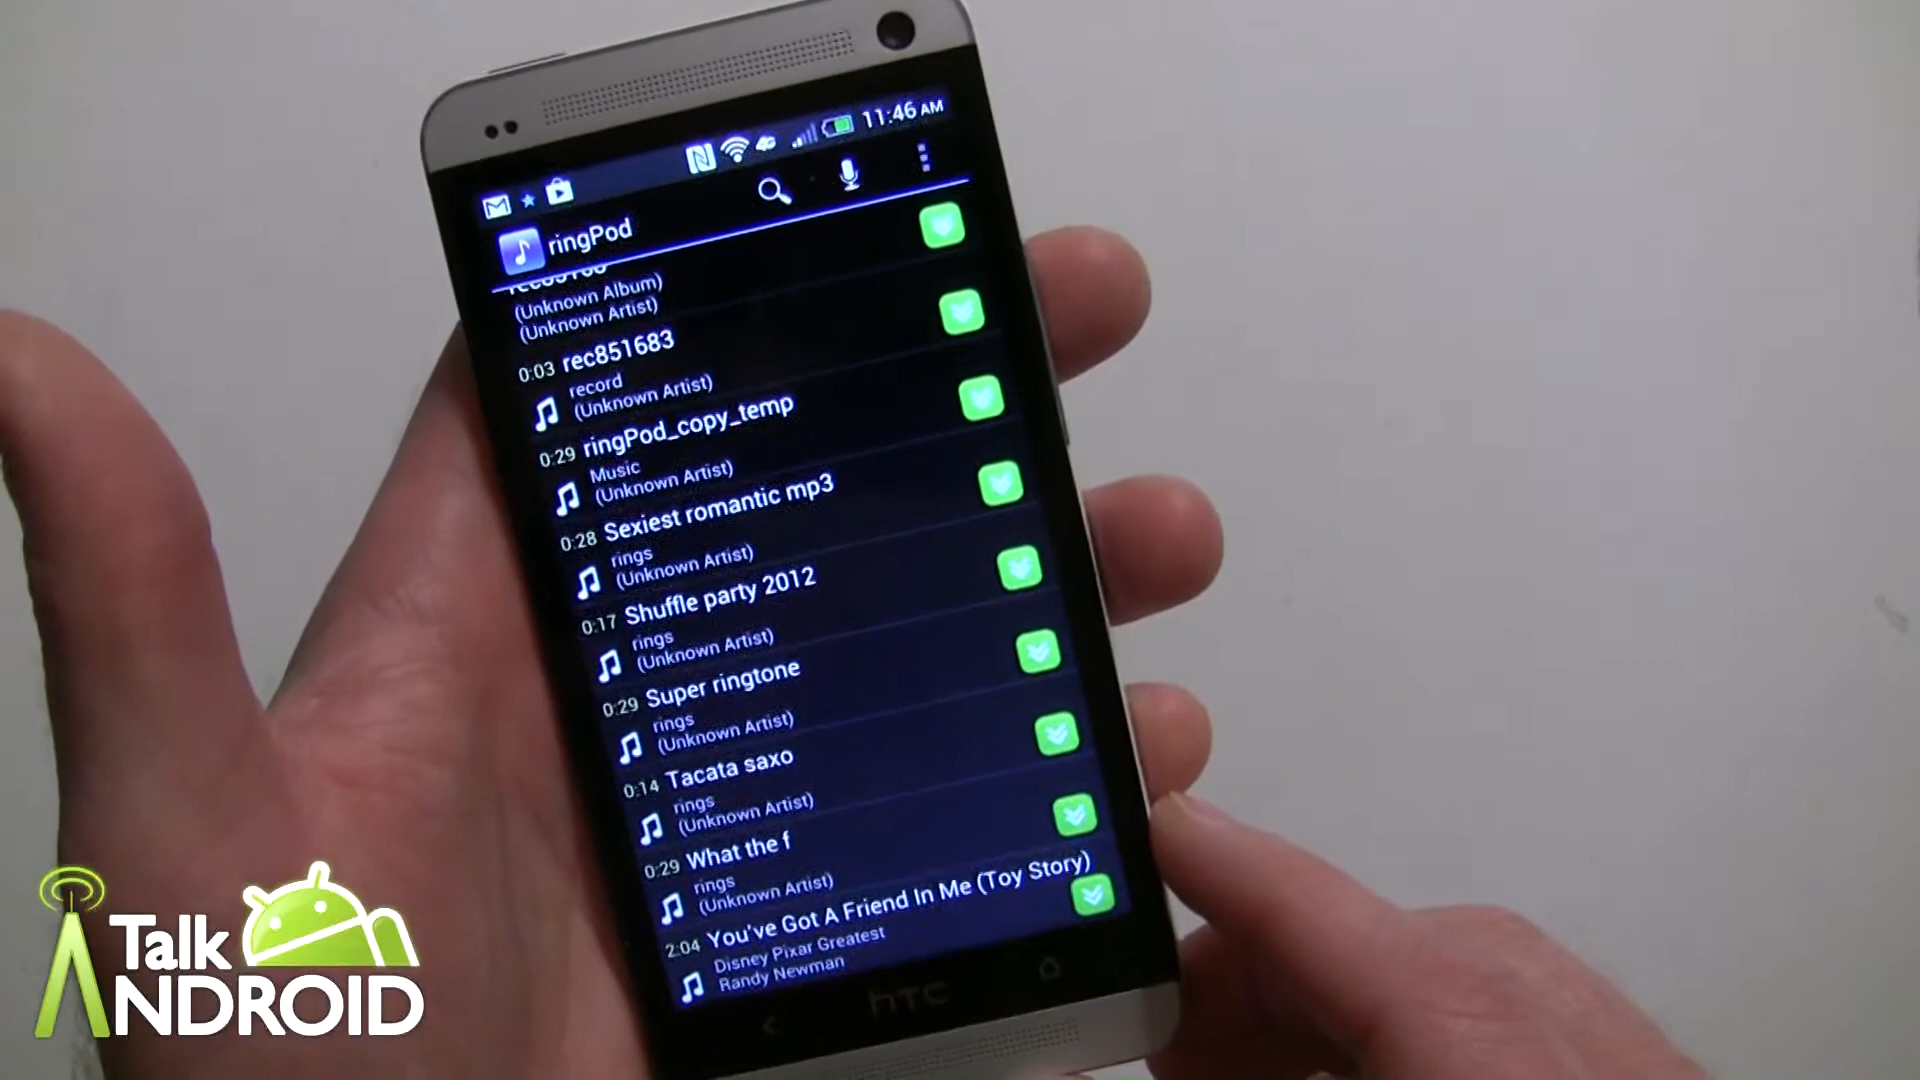 11:46 AM
4G
ringPod
(Unknown Album)
(Unknown Artist)
0:03 rec851683
record
(Unknown Artist)
0:29 ringPod_copy_temp
Music
(Unknown Artist)
0:28 Sexiest romantic mp3
rings
(Unknown Artist)
0:17 Shuffle party 2012
rings
(Unknown Artist)
0:29 Super ringtone
rings
(Unknown Artist)
0:14 Tacata saxo
rings
(Unknown Artist)
0:29 What the f
rings
(Unknown Artist)
2:04 You've Got A Friend In Me (Toy Story)
Disney Pixar Greatest
Randy Newman
hTC
Talk
ANDROID